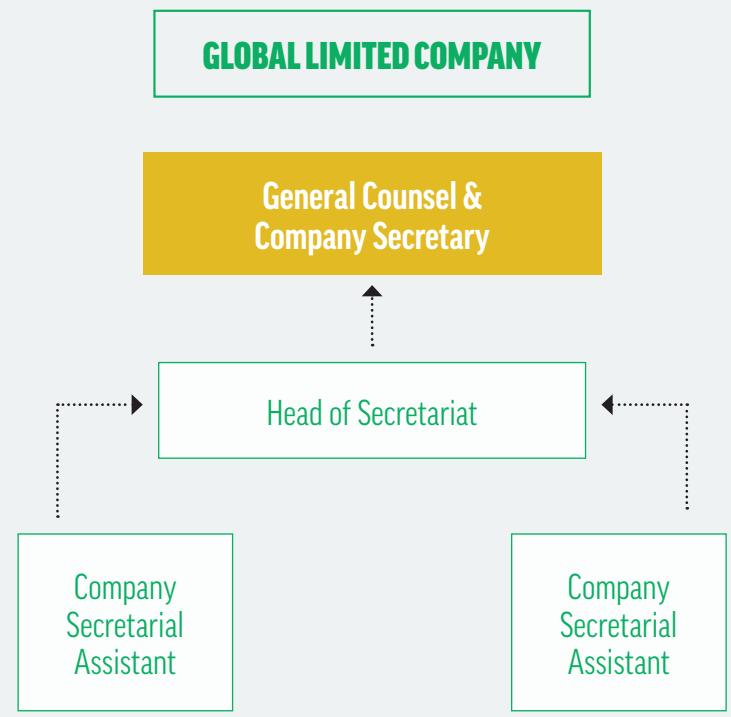 GLOBAL LIMITED COMPANY
General Counsel &
Company Secretary
Head of Secretariat
Company
Secretarial
Assistant
Company
Secretarial
Assistant